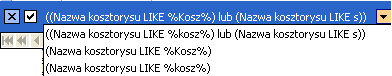 ((Nazwa kosztorysu LIKE %Kosz%) lub (Nazwa kosztorysu LIKE s))
((Nazwa kosztorysu LIKE %kosz%) lub (Nazwa kosztorysu LIKE s))
(Nazwa kosztorysu LIKE %Kosz%)
(Nazwa kosztorysu LIKE %kosz%)